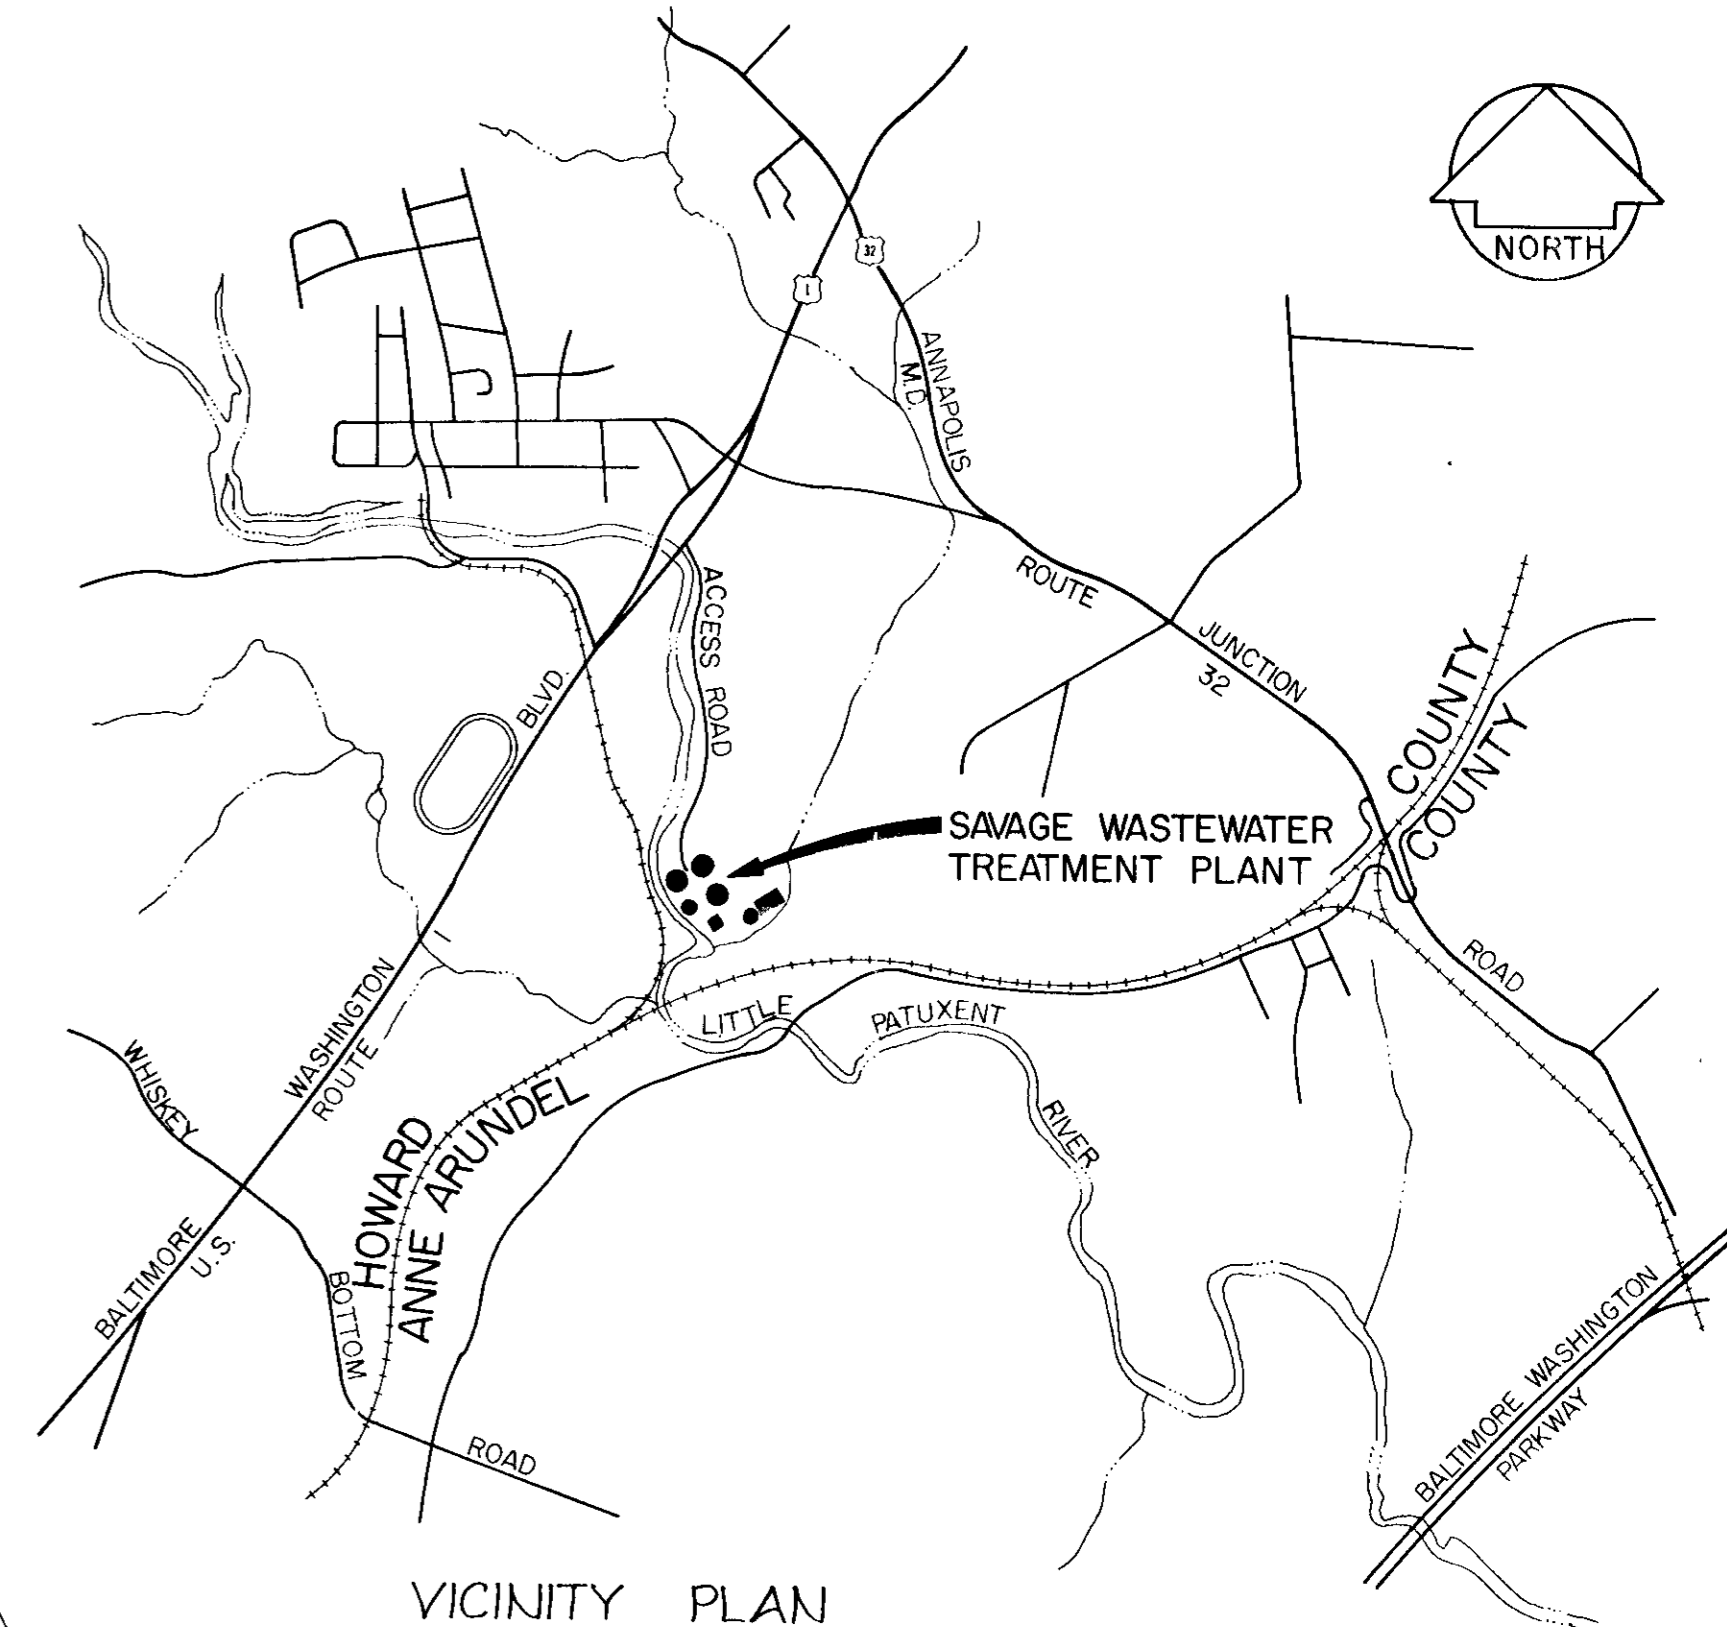 NORTH
32
1
ANNAPOLIS
M.D.
ROUTE
JUNCTION
32
ACCESS ROAD
BLVD.
COUNTY
COUNTY
SAVAGE WASTEWATER
TREATMENT PLANT
ROAD
WASHINGTON
ROUTE
1
LITTLE
PATUXENT
RIVER
WHISKEY
HOWARD
ANNE ARUNDEL
BALTIMORE
U.S.
BOTTOM
ROAD
BALTIMORE WASHINGTON
PARKWAY
VICINITY PLAN